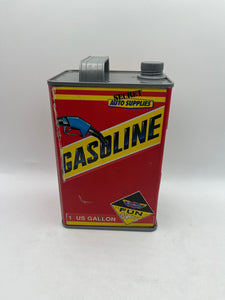 SECRET
AUTO SUPPLIES
GASOLINE
FUN
1 US GALLON